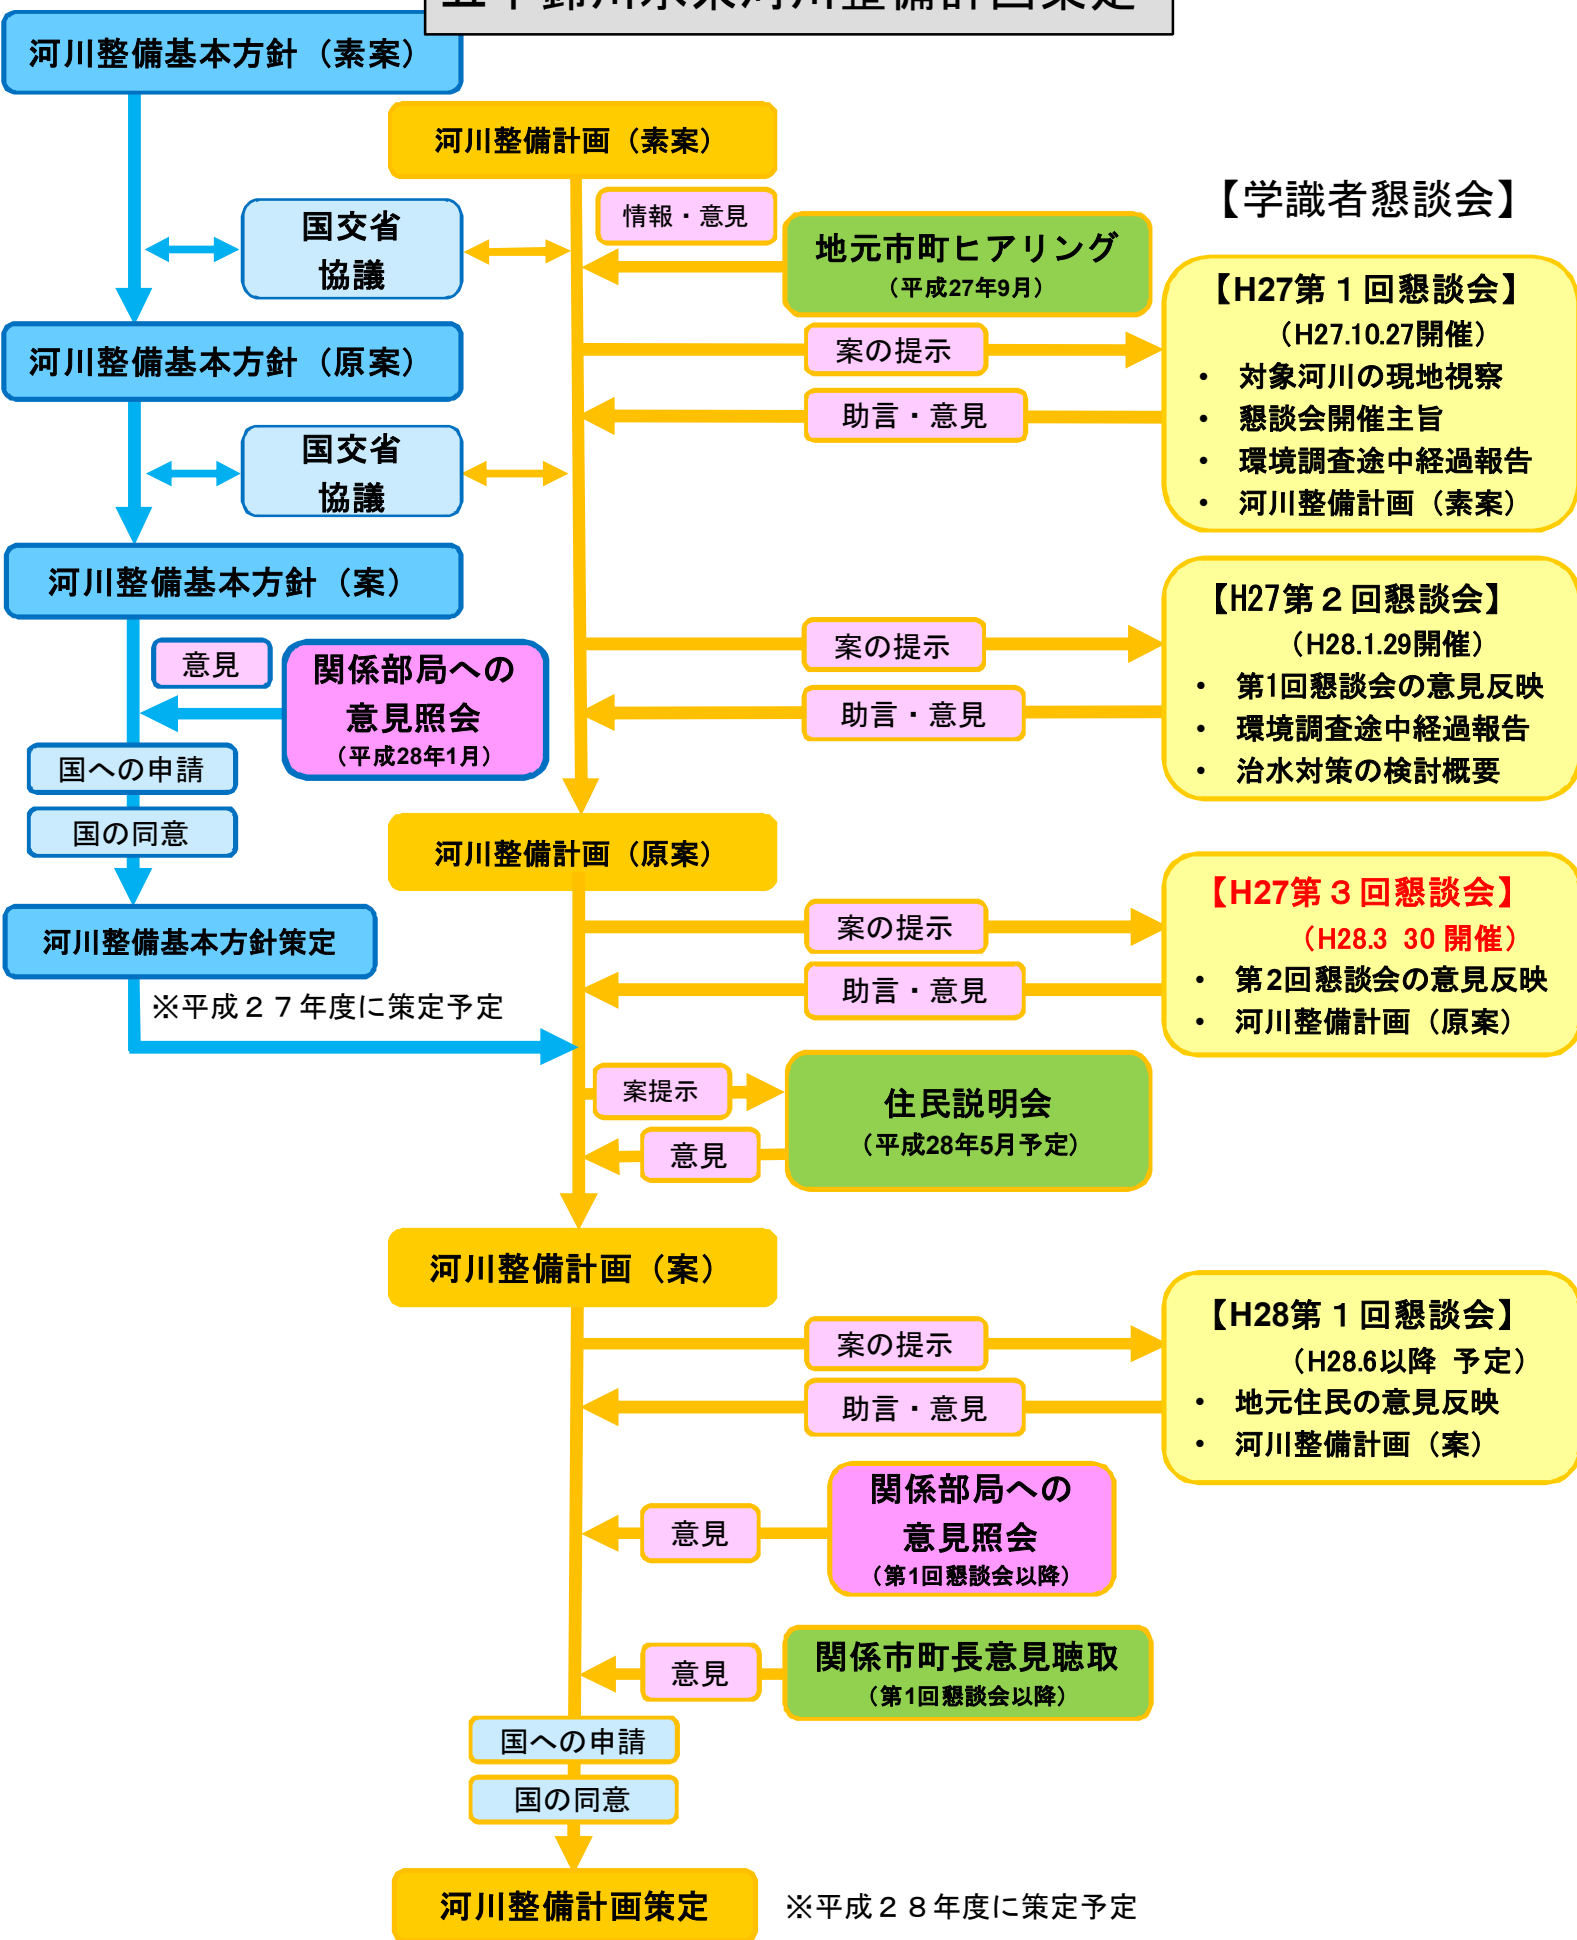 河川整備基本方針（素案）
河川整備計画（素案）
【学識者懇談会】
国交省
協議
情報・意見
地元市町ヒアリング
（平成27年9月）
【H27第１回懇談会】
（H27.10.27開催）
・ 対象河川の現地視察
・ 懇談会開催主旨
・ 環境調査途中経過報告
・ 河川整備計画（素案）
案の提示
助言・意見
河川整備基本方針（原案）
国交省
協議
河川整備基本方針（案）
意見
関係部局への
意見照会
（平成28年1月）
案の提示
助言・意見
【H27第２回懇談会】
（H28.1.29開催）
・ 第1回懇談会の意見反映
・ 環境調査途中経過報告
・ 治水対策の検討概要
国への申請
国の同意
河川整備計画（原案）
河川整備基本方針策定
※平成２７年度に策定予定
案の提示
助言・意見
【H27第３回懇談会】
（H28.3 30 開催）
・ 第2回懇談会の意見反映
・ 河川整備計画（原案）
案提示
意見
住民説明会
（平成28年5月予定）
河川整備計画（案）
案の提示
助言・意見
【H28第１回懇談会】
（H28.6以降 予定）
・ 地元住民の意見反映
・ 河川整備計画（案）
意見
関係部局への
意見照会
（第1回懇談会以降）
意見
関係市町長意見聴取
（第1回懇談会以降）
国への申請
国の同意
河川整備計画策定
※平成２８年度に策定予定